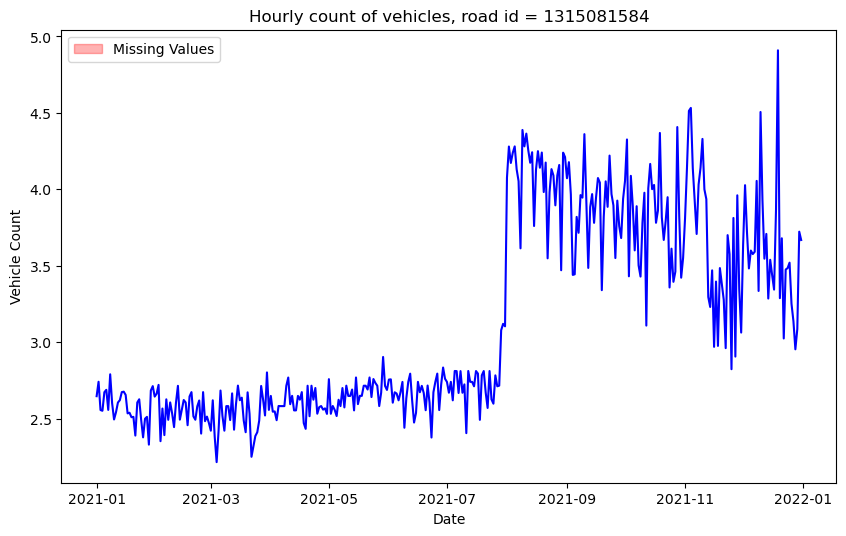 Hourly count of vehicles, road id = 1315081584
Missing Values
5.0
4.5
4.0
3.5
3.0
2.5
Vehicle Count
2021-01 2021-03 2021-05 2021-07 2021-09 2021-11 2022-01
Date